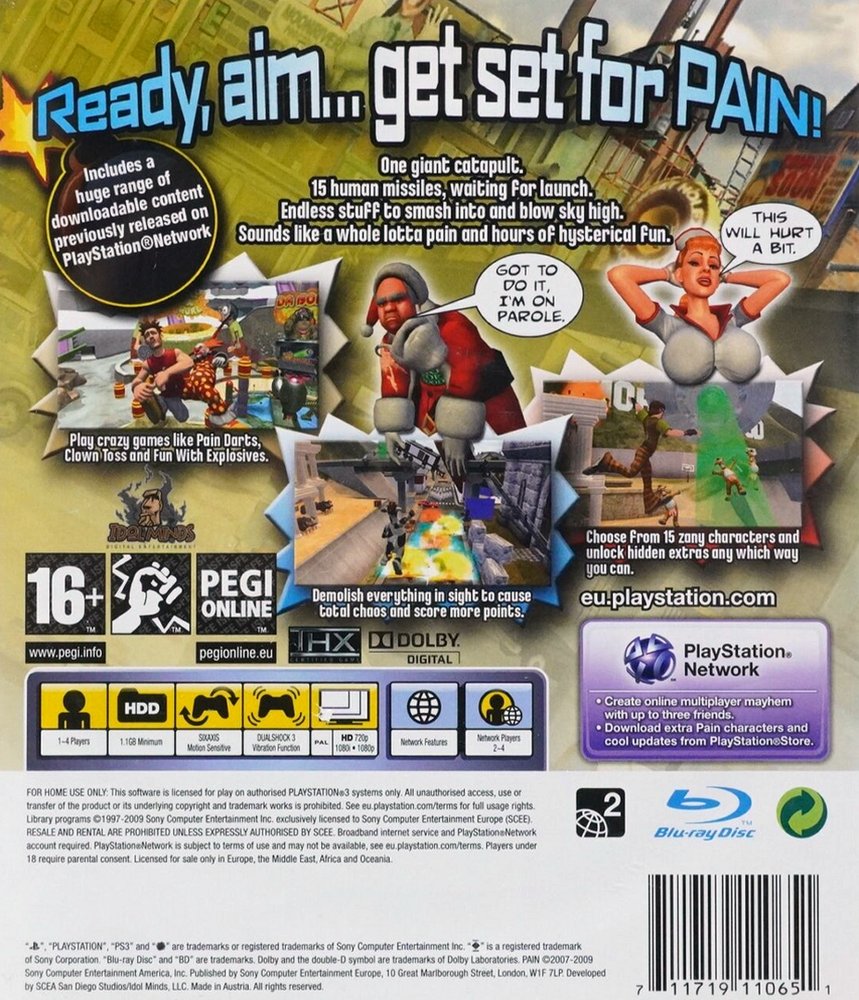 Ready, aim... get set for PAIN!
Includes a
huge range of
downloadable content
previously released on
PlayStation®Network
One giant catapult.
15 human missiles, waiting for launch.
Endless stuff to smash into and blow sky high.
Sounds like a whole lotta pain and hours of hysterical fun.
THIS
WILL HURT
A BIT.
GOT TO
DO IT,
I'M ON
PAROLE.
Play crazy games like Pain Darts,
Clown Toss and Fun With Explosives.
IDOL MINDS
DIGITAL ENTERTAINMENT
Demolish everything in sight to cause
total chaos and score more points.
Choose from 15 zany characters and
unlock hidden extras any which way
you can.
eu.playstation.com
16+
™
www.pegi.info
™
PEGI
ONLINE
™
pegionline.eu
THX
CERTIFIED GAME
DOLBY
DIGITAL
PlayStation®
Network
• Create online multiplayer mayhem
with up to three friends.
• Download extra Pain characters and
cool updates from PlayStation®Store.
1-4 Players
HDD
1.1GB Minimum
SIXAXIS
Motion Sensitive
DUALSHOCK 3
Vibration Function
PAL
HD 720p
1080i • 1080p
Network Features
Network Players
2-4
FOR HOME USE ONLY: This software is licensed for play on authorised PLAYSTATION®3 systems only. All unauthorised access, use or
transfer of the product or its underlying copyright and trademark works is prohibited. See eu.playstation.com/terms for full usage rights.
Library programs ©1997-2009 Sony Computer Entertainment Inc. exclusively licensed to Sony Computer Entertainment Europe (SCEE).
RESALE AND RENTAL ARE PROHIBITED UNLESS EXPRESSLY AUTHORISED BY SCEE. Broadband internet service and PlayStation®Network
account required. PlayStation®Network is subject to terms of use and may not be available, see eu.playstation.com/terms. Players under
18 require parental consent. Licensed for sale only in Europe, the Middle East, Africa and Oceania.
2
Blu-ray Disc
™
" ", "PLAYSTATION", "PS3" and " " are trademarks or registered trademarks of Sony Computer Entertainment Inc. " " is a registered trademark
of Sony Corporation. "Blu-ray Disc" and "BD" are trademarks. Dolby and the double-D symbol are trademarks of Dolby Laboratories. PAIN ©2007-2009
Sony Computer Entertainment America, Inc. Published by Sony Computer Entertainment Europe, 10 Great Marlborough Street, London, W1F 7LP. Developed
by SCEA San Diego Studios/Idol Minds, LLC. Made in Austria. All rights reserved.
7 11719 11065 1